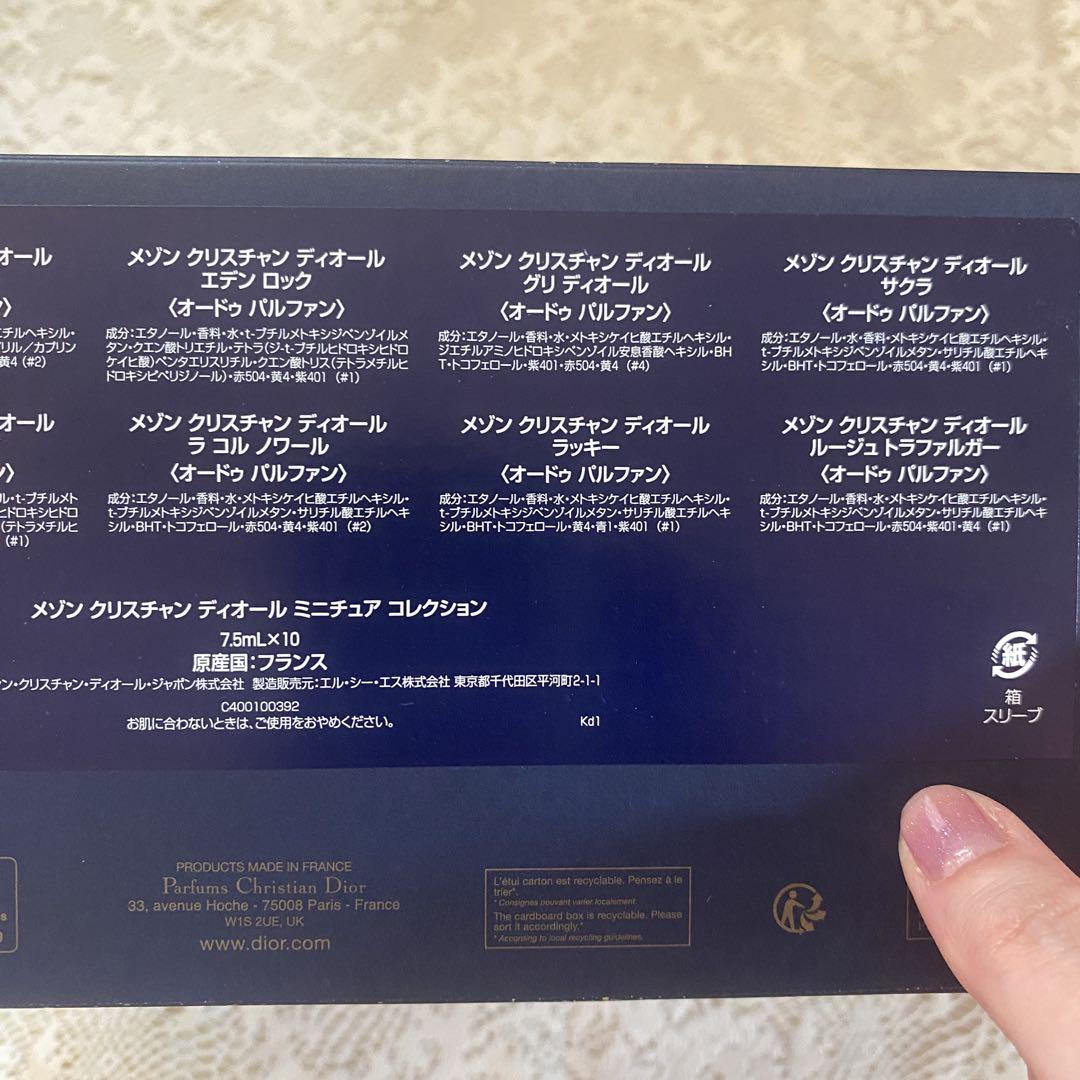 オール
メゾン クリスチャン ディオール
エデン ロック
〈オードゥ パルファン〉
成分：エタノール・香料・水・t-ブチルメトキシジベンゾイルメ
タン・クエン酸トリエチル・テトラ(ジ-t-ブチルヒドロキシヒドロ
ケイヒ酸)ペンタエリスリチル・クエン酸トリス(テトラメチルヒ
ドロキシピペリジノール)・赤504・黄4・紫401 (#1)
メゾン クリスチャン ディオール
グリ ディオール
〈オードゥ パルファン〉
成分：エタノール・香料・水・メトキシケイヒ酸エチルヘキシル・
ジエチルアミノヒドロキシベンゾイル安息香酸ヘキシル・BH
T・トコフェロール・紫401・赤504・黄4 (#4)
メゾン クリスチャン ディオール
サクラ
〈オードゥ パルファン〉
成分：エタノール・水・香料・メトキシケイヒ酸エチルヘキシル・
t-ブチルメトキシジベンゾイルメタン・サリチル酸エチルヘキ
シル・BHT・トコフェロール・赤504・黄4・紫401 (#1)
ン〉
チルヘキシル・
リル／カプリン
黄4 (#2)
オール
メゾン クリスチャン ディオール
ラ コル ノワール
〈オードゥ パルファン〉
成分：エタノール・香料・水・メトキシケイヒ酸エチルヘキシル・
t-ブチルメトキシジベンゾイルメタン・サリチル酸エチルヘキ
シル・BHT・トコフェロール・赤504・黄4・紫401 (#2)
メゾン クリスチャン ディオール
ラッキー
〈オードゥ パルファン〉
成分：エタノール・香料・水・メトキシケイヒ酸エチルヘキシル・
t-ブチルメトキシジベンゾイルメタン・サリチル酸エチルヘキ
シル・BHT・トコフェロール・黄4・青1・紫401 (#1)
メゾン クリスチャン ディオール
ルージュ トラファルガー
〈オードゥ パルファン〉
成分：エタノール・香料・水・メトキシケイヒ酸エチルヘキシル・
t-ブチルメトキシジベンゾイルメタン・サリチル酸エチルヘキ
シル・BHT・トコフェロール・赤504・紫401・黄4 (#1)
ン〉
ル・t-ブチルメト
ヒドロキシヒドロ
(テトラメチルヒ
(#1)
メゾン クリスチャン ディオール ミニチュア コレクション
7.5mL×10
原産国：フランス
ン・クリスチャン・ディオール・ジャポン株式会社 製造販売元：エル・シー・エス株式会社 東京都千代田区平河町2-1-1
C400100392
お肌に合わないときは、ご使用をおやめください。
Kd1
紙
箱
スリーブ
PRODUCTS MADE IN FRANCE
Parfums Christian Dior
33, avenue Hoche - 75008 Paris - France
W1S 2UE, UK
www.dior.com
L'étui carton est recyclable. Pensez à le
trier*.
* Consignes pouvant varier localement.
The cardboard box is recyclable. Please
sort it accordingly.*
* According to local recycling guidelines.